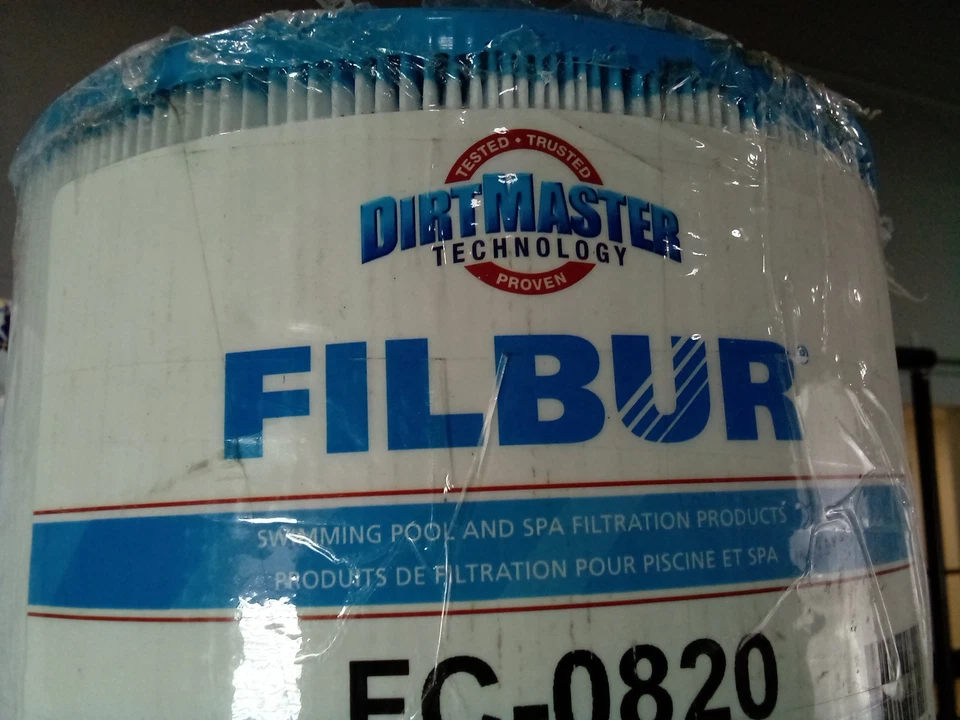 TESTED • TRUSTED
DIRTMASTER
TECHNOLOGY
PROVEN
FILBUR®
SWIMMING POOL AND SPA FILTRATION PRODUCTS
PRODUITS DE FILTRATION POUR PISCINE ET SPA
FC-0820